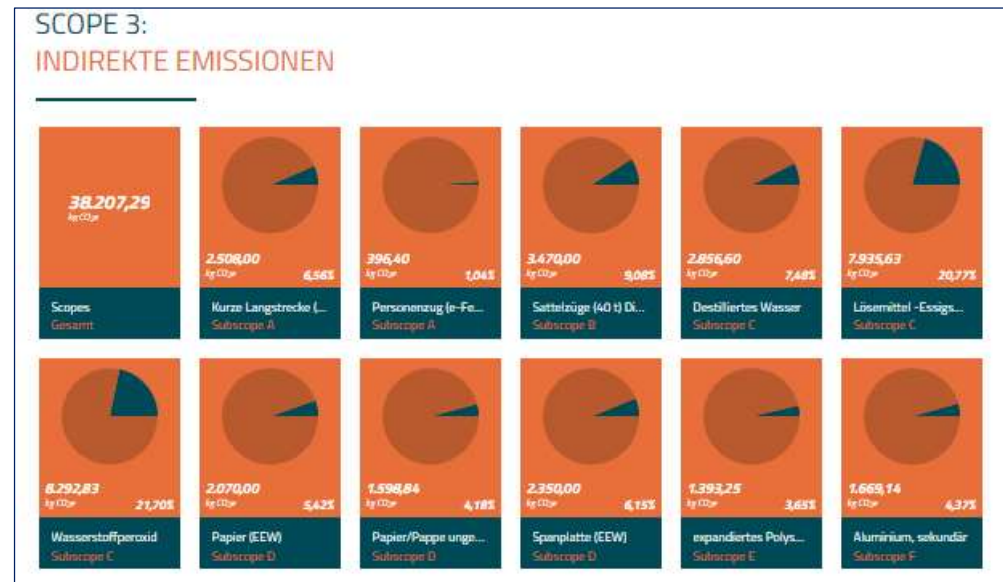 SCOPE 3:
INDIREKTE EMISSIONEN
38.207,29
kg CO₂e
Scopes
Gesamt
2.508,00
kg CO₂e 6,56%
Kurze Langstrecke (...
Subscope A
396,40
kg CO₂e 1,04%
Personenzug (e-Fe...
Subscope A
3.470,00
kg CO₂e 9,08%
Sattelzüge (40 t) Di...
Subscope B
2.856,60
kg CO₂e 7,48%
Destilliertes Wasser
Subscope C
7.935,63
kg CO₂e 20,77%
Lösemittel -Essigs...
Subscope C
8.292,83
kg CO₂e 21,70%
Wasserstoffperoxid
Subscope C
2.070,00
kg CO₂e 5,42%
Papier (EEW)
Subscope D
1.598,84
kg CO₂e 4,18%
Papier/Pappe unge...
Subscope D
2.350,00
kg CO₂e 6,15%
Spanplatte (EEW)
Subscope D
1.393,25
kg CO₂e 3,65%
expandiertes Polys...
Subscope E
1.669,14
kg CO₂e 4,37%
Aluminium, sekundär
Subscope F